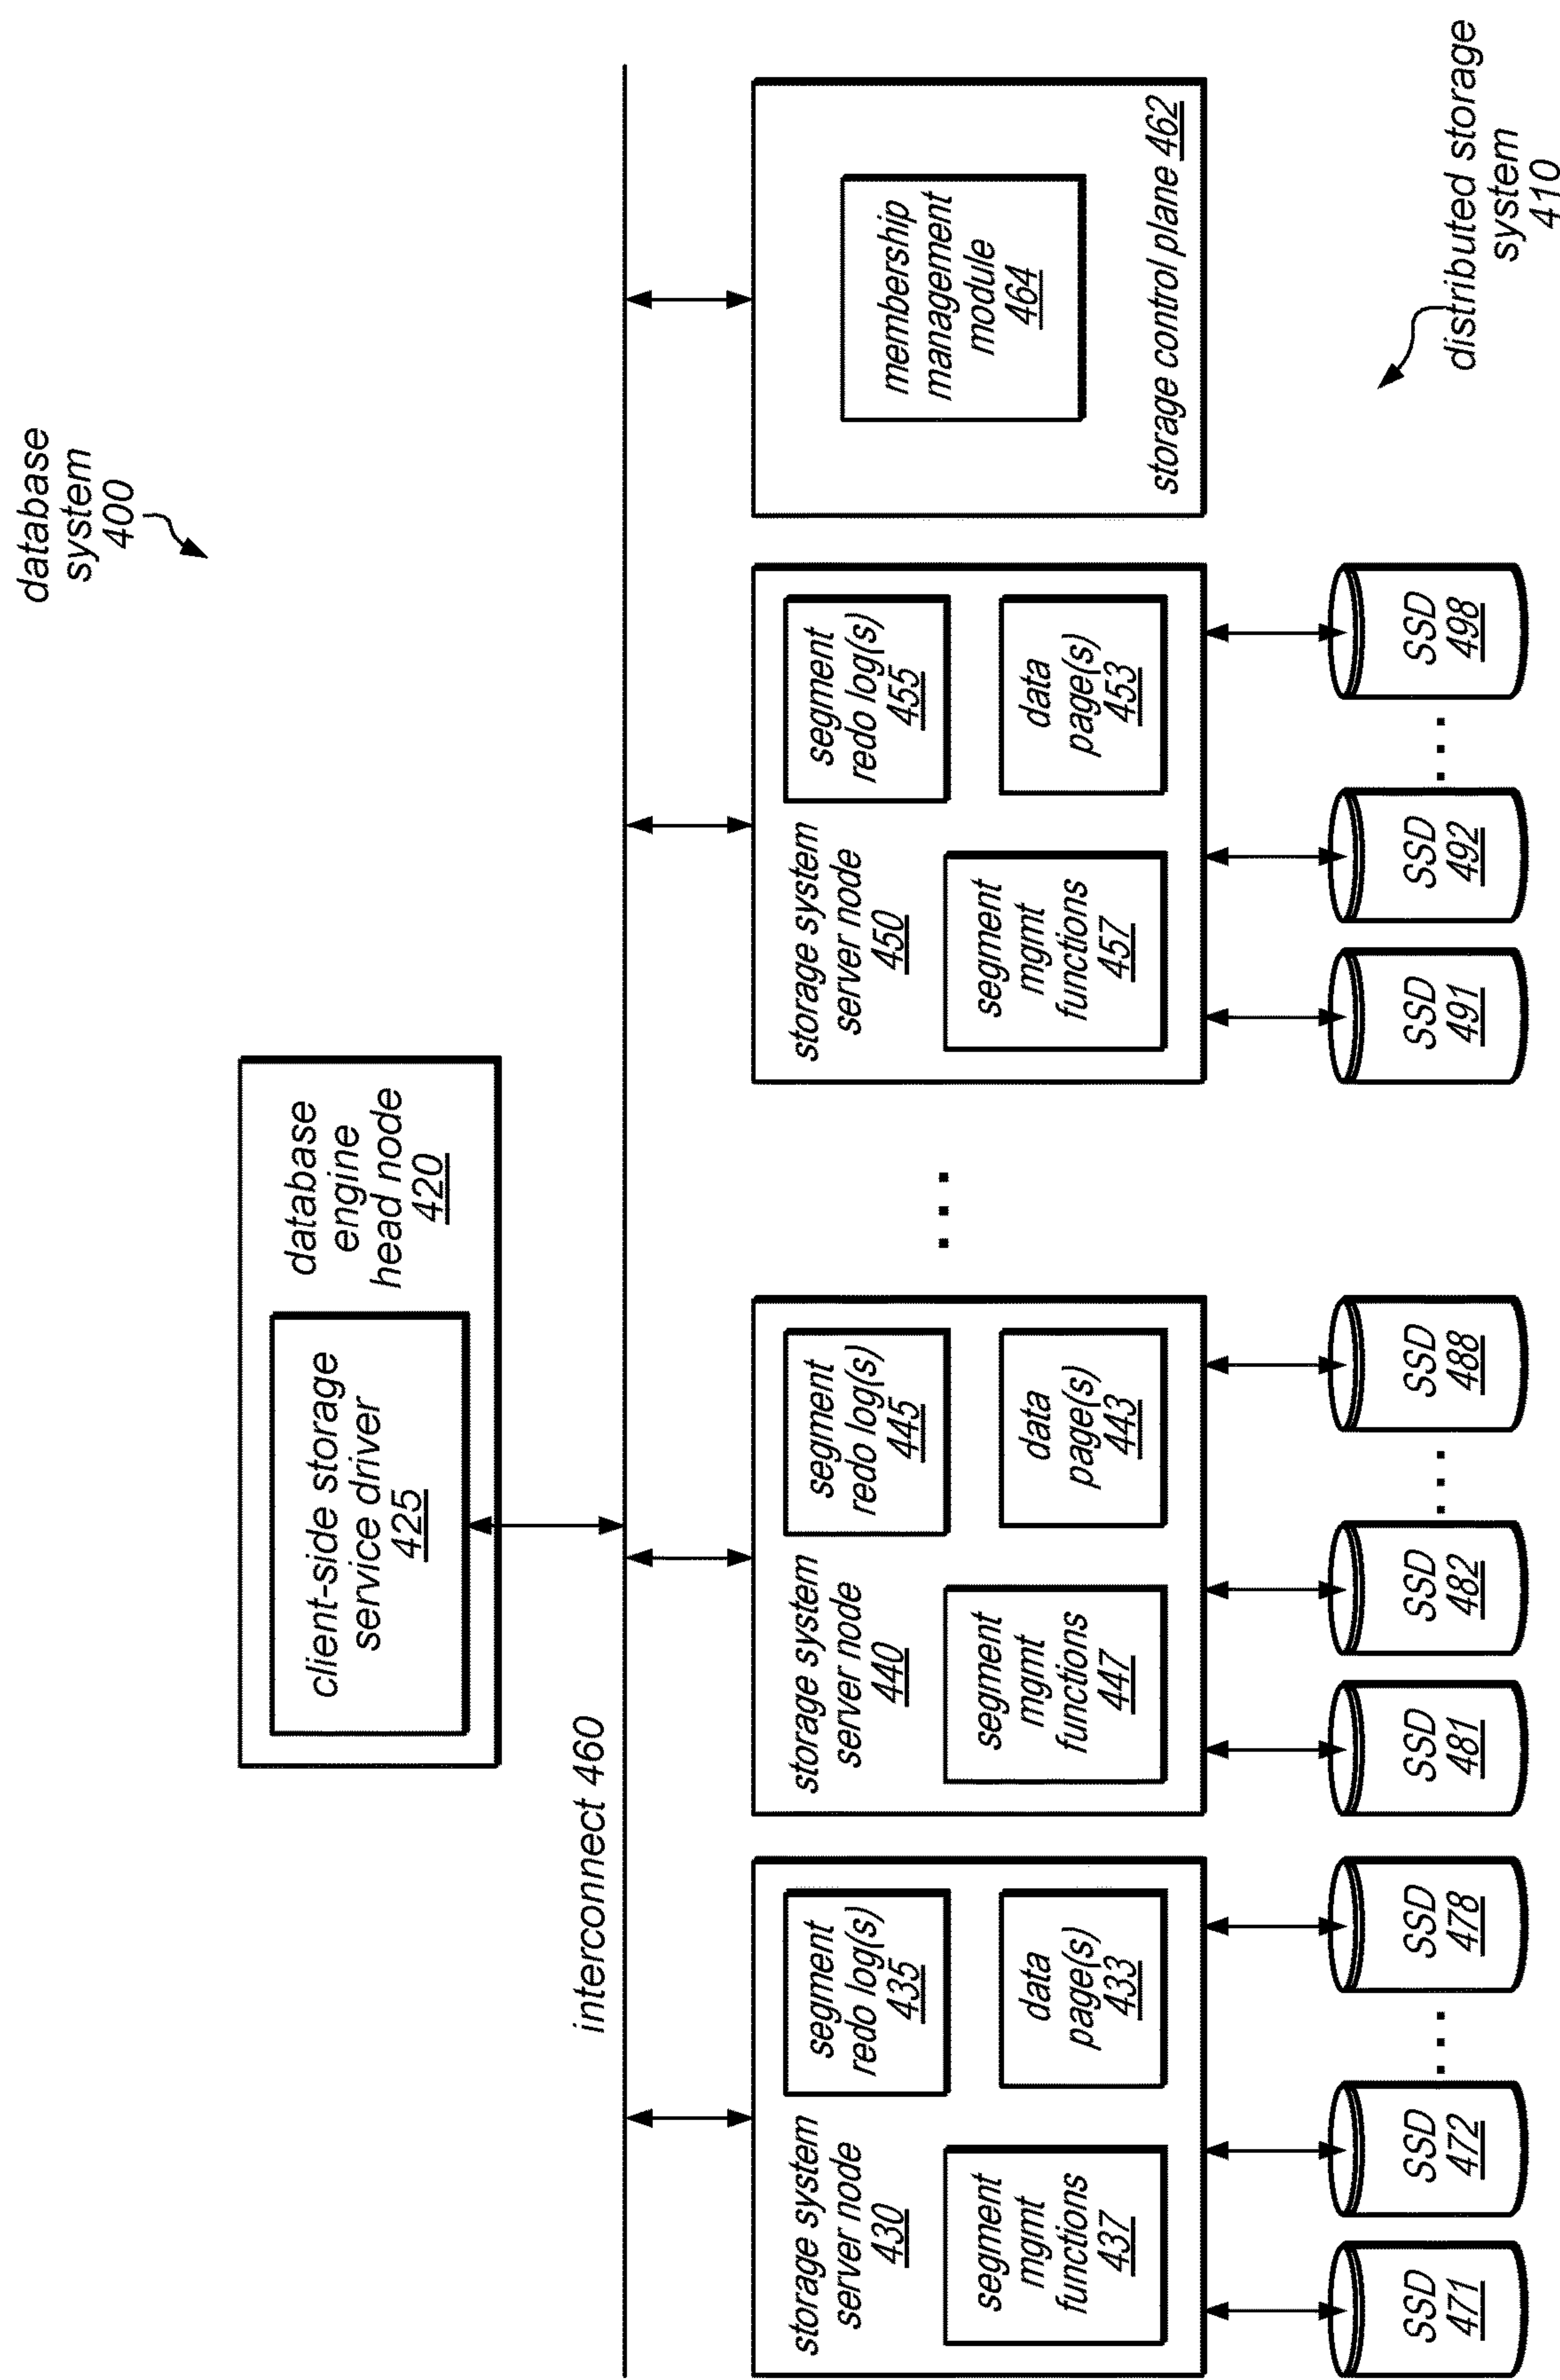 database
system
400
database
engine
head node
420
client-side storage
service driver
425
interconnect 460
storage system
server node
430
segment
redo log(s)
435
segment
mgmt
functions
437
data
page(s)
433
storage system
server node
440
segment
redo log(s)
445
segment
mgmt
functions
447
data
page(s)
443
...
storage system
server node
450
segment
redo log(s)
455
segment
mgmt
functions
457
data
page(s)
453
membership
management
module
464
storage control plane 462
SSD
471
SSD
472
...
SSD
478
SSD
481
SSD
482
...
SSD
488
SSD
491
SSD
492
...
SSD
498
distributed storage
system
410